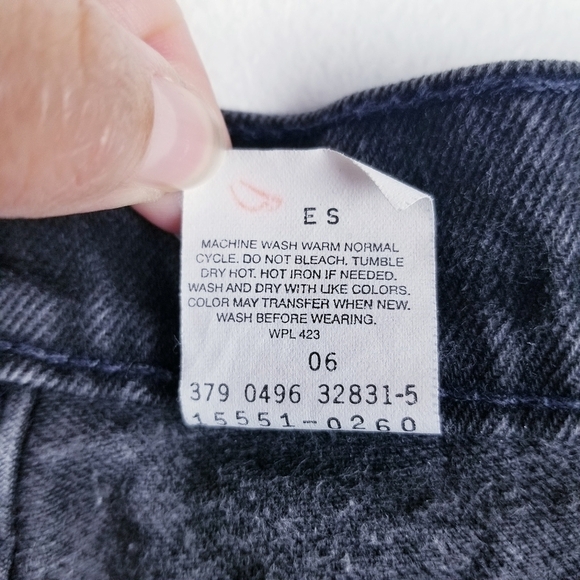 E S
MACHINE WASH WARM NORMAL
CYCLE. DO NOT BLEACH. TUMBLE
DRY HOT. HOT IRON IF NEEDED.
WASH AND DRY WITH LIKE COLORS.
COLOR MAY TRANSFER WHEN NEW.
WASH BEFORE WEARING.
WPL 423
06
379 0496 32831-5
15551-0260